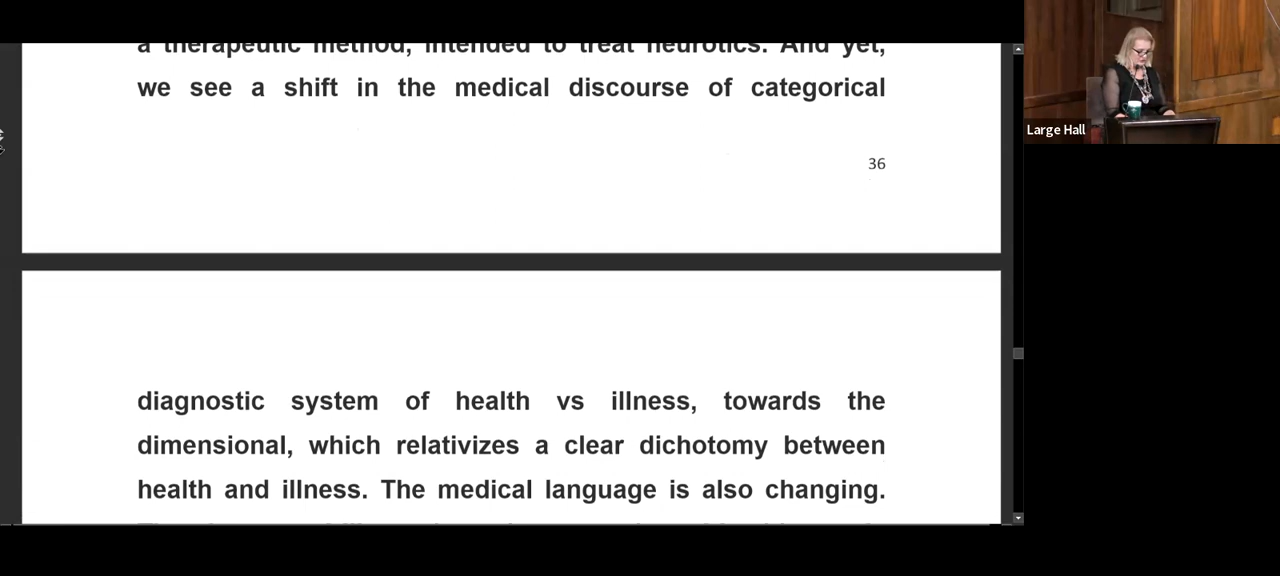 a therapeutic method, intended to treat neurotics. And yet,
we see a shift in the medical discourse of categorical
36
diagnostic system of health vs illness, towards the
dimensional, which relativizes a clear dichotomy between
health and illness. The medical language is also changing.
Large Hall